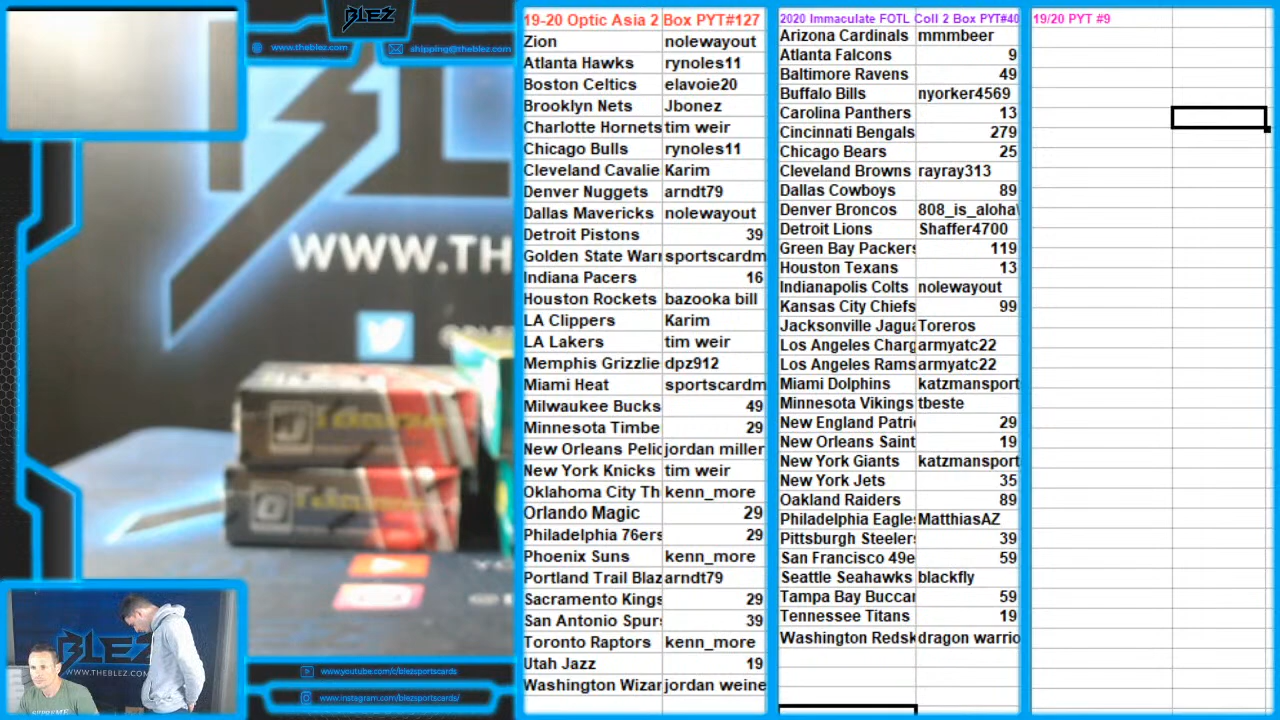 BLEZ
www.theblez.com
shipping@theblez.com
WWW.TH
www.youtube.com/c/blezsportscards
www.instagram.com/blezsportscards/
BLEZ
WWW.THEBLEZ.COM
SUPREME
19-20 Optic Asia 2 Box PYT#127
Zion nolewayout
Atlanta Hawks rynoles11
Boston Celtics elavoie20
Brooklyn Nets Jbonez
Charlotte Hornets tim weir
Chicago Bulls rynoles11
Cleveland Cavalie Karim
Denver Nuggets arndt79
Dallas Mavericks nolewayout
Detroit Pistons 39
Golden State Warr sportscardm
Indiana Pacers 16
Houston Rockets bazooka bill
LA Clippers Karim
LA Lakers tim weir
Memphis Grizzlie dpz912
Miami Heat sportscardm
Milwaukee Bucks 49
Minnesota Timbe 29
New Orleans Pelic jordan miller
New York Knicks tim weir
Oklahoma City Th kenn_more
Orlando Magic 29
Philadelphia 76ers 29
Phoenix Suns kenn_more
Portland Trail Blaz arndt79
Sacramento Kings 29
San Antonio Spurs 39
Toronto Raptors kenn_more
Utah Jazz 19
Washington Wizar jordan weine
2020 Immaculate FOTL Coll 2 Box PYT#40
Arizona Cardinals mmmbeer
Atlanta Falcons 9
Baltimore Ravens 49
Buffalo Bills nyorker4569
Carolina Panthers 13
Cincinnati Bengals 279
Chicago Bears 25
Cleveland Browns rayray313
Dallas Cowboys 89
Denver Broncos 808_is_aloha
Detroit Lions Shaffer4700
Green Bay Packers 119
Houston Texans 13
Indianapolis Colts nolewayout
Kansas City Chiefs 99
Jacksonville Jagua Toreros
Los Angeles Charg armyatc22
Los Angeles Rams armyatc22
Miami Dolphins katzmansport
Minnesota Vikings tbeste
New England Patri 29
New Orleans Saint 19
New York Giants katzmansport
New York Jets 35
Oakland Raiders 89
Philadelphia Eagles MatthiasAZ
Pittsburgh Steelers 39
San Francisco 49e 59
Seattle Seahawks blackfly
Tampa Bay Buccar 59
Tennessee Titans 19
Washington Redsk dragon warrio
19/20 PYT #9